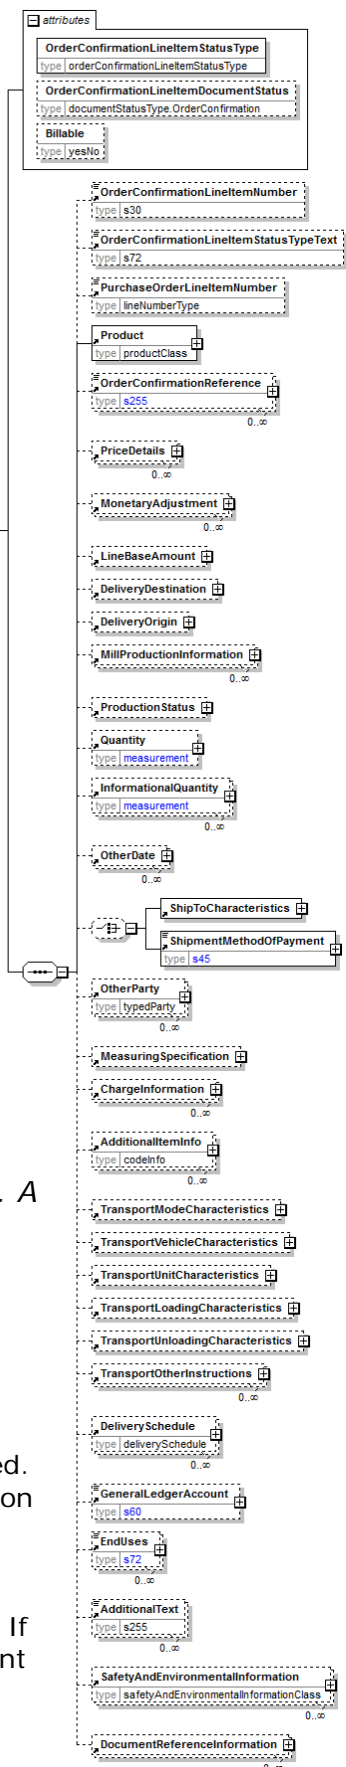 attributes
OrderConfirmationLineItemStatusType
type orderConfirmationLineItemStatusType
OrderConfirmationLineItemDocumentStatus
type documentStatusType.OrderConfirmation
Billable
type yesNo
OrderConfirmationLineItemNumber
type s30
OrderConfirmationLineItemStatusTypeText
type s72
PurchaseOrderLineItemNumber
type lineNumberType
Product
type productClass
OrderConfirmationReference
type s255
0..∞
PriceDetails
0..∞
MonetaryAdjustment
0..∞
LineBaseAmount
DeliveryDestination
DeliveryOrigin
MillProductionInformation
0..∞
ProductionStatus
Quantity
type measurement
InformationalQuantity
type measurement
0..∞
OtherDate
0..∞
ShipToCharacteristics
ShipmentMethodOfPayment
type s45
OtherParty
type typedParty
0..∞
MeasuringSpecification
ChargeInformation
0..∞
AdditionalItemInfo
type codeInfo
0..∞
. A
TransportModeCharacteristics
TransportVehicleCharacteristics
TransportUnitCharacteristics
TransportLoadingCharacteristics
TransportUnloadingCharacteristics
TransportOtherInstructions
0..∞
DeliverySchedule
type deliverySchedule
0..∞
ed.
GeneralLedgerAccount
on
type s60
EndUses
type s72
0..∞
AdditionalText
If
type s255
0..∞
nt
SafetyAndEnvironmentalInformation
type safetyAndEnvironmentalInformationClass
0..∞
DocumentReferenceInformation